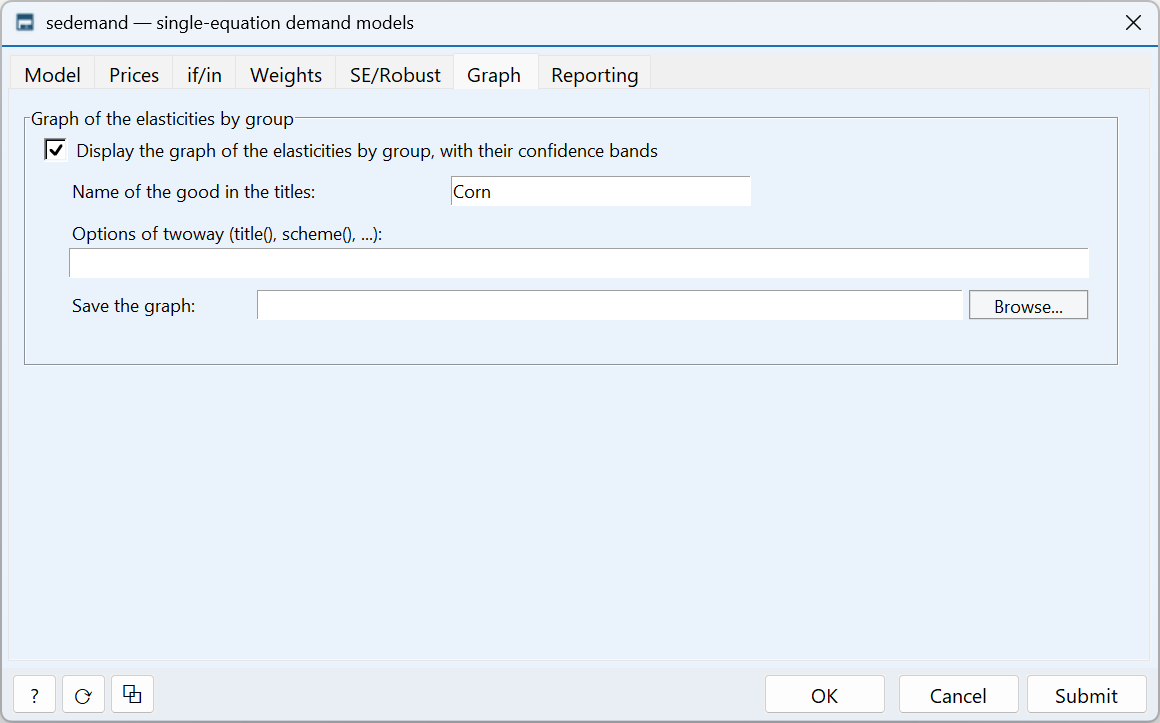 sedemand — single-equation demand models
Model Prices if/in Weights SE/Robust Graph Reporting
Graph of the elasticities by group
Display the graph of the elasticities by group, with their confidence bands
Name of the good in the titles: Corn
Options of twoway (title(), scheme(), ...):
Save the graph: Browse...
? OK Cancel Submit